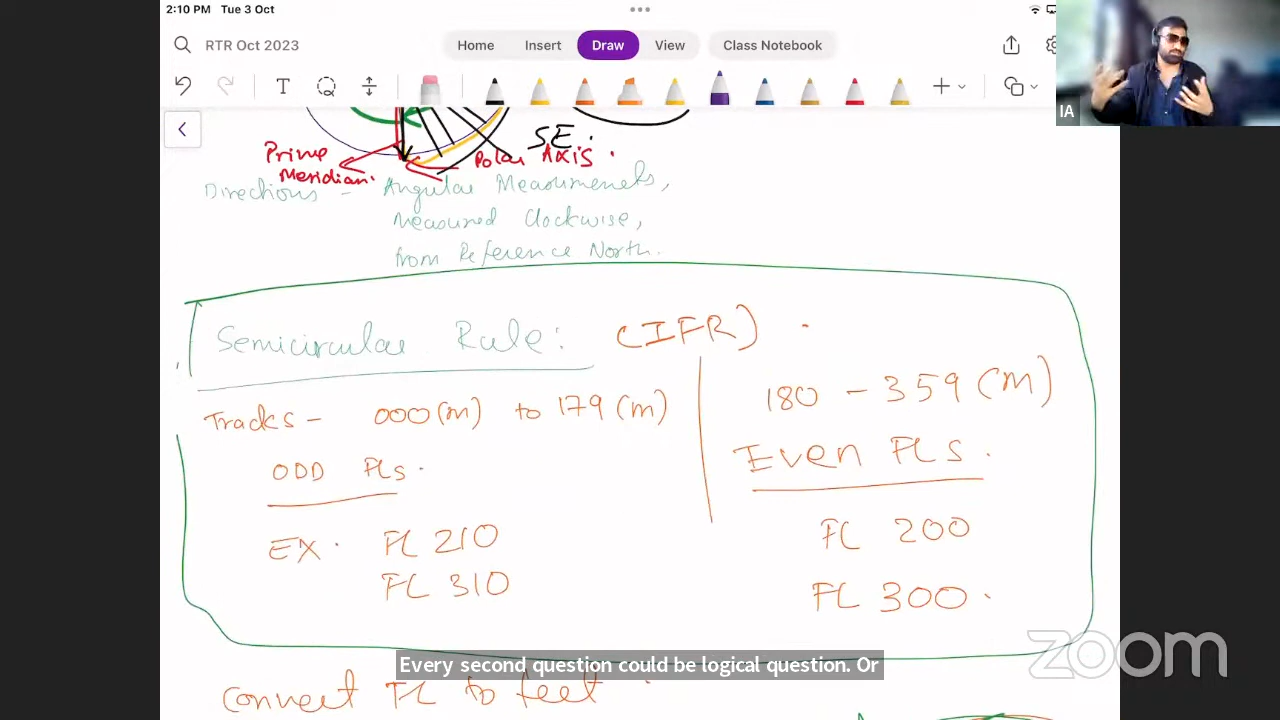 2:10 PM Tue 3 Oct
RTR Oct 2023
Home Insert Draw View Class Notebook
T
IA
SE.
Prime Meridian.
Polar Axis.
Directions - Angular Measurmenets,
Measured Clockwise,
from Reference North.
Semicircular Rule: (IFR)
Tracks - 000(m) to 179(m)
ODD FLs.
EX. FL 210
FL 310
180 - 359 (m)
Even FLs.
FL 200
FL 300.
zoom
Every second question could be logical question. Or
Convert FL to feet